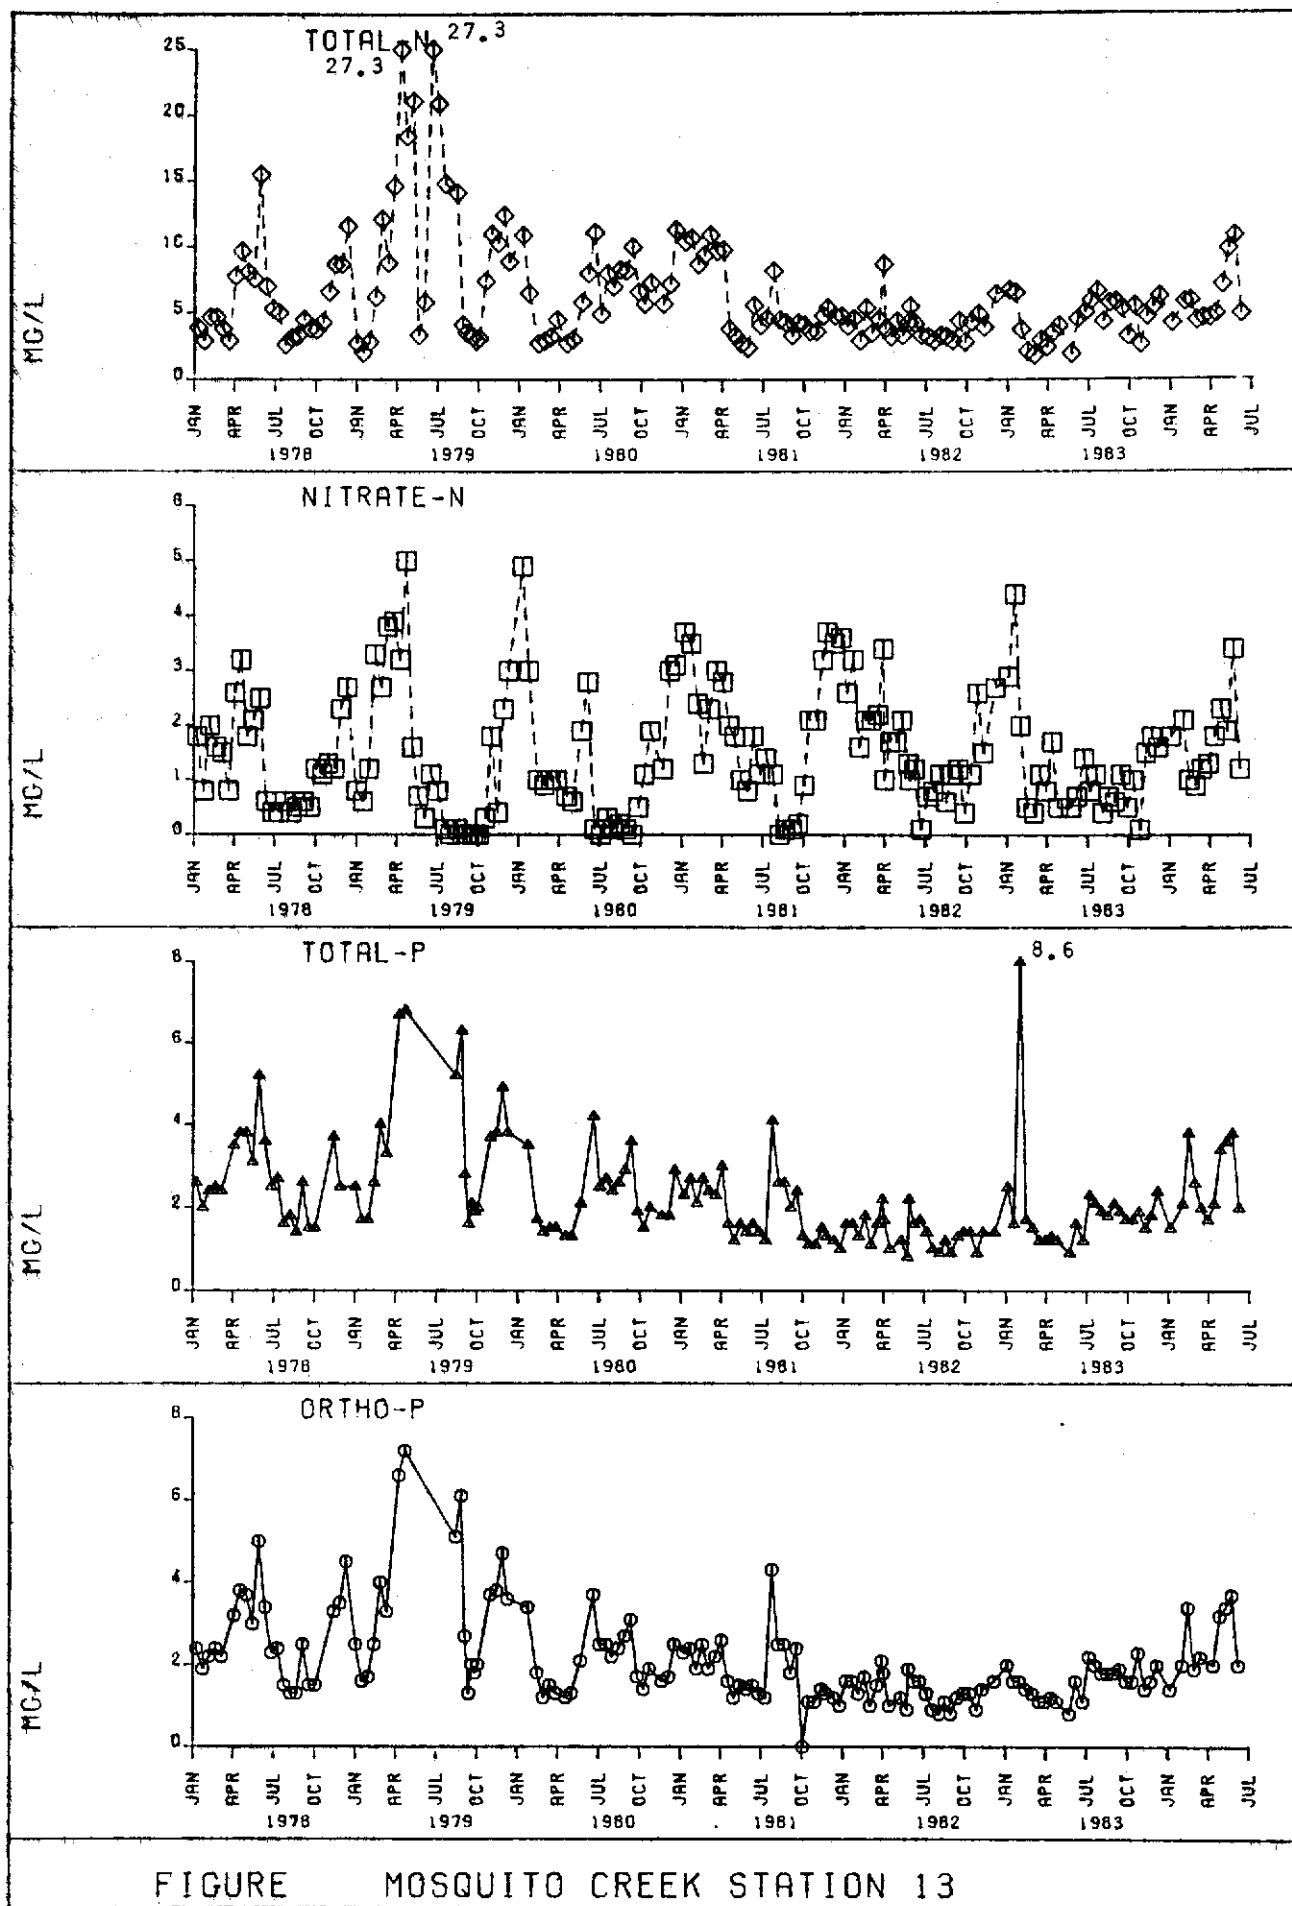 TOTAL-N 27.3
27.3
25
20
15
10
5
0
MG/L
JAN APR JUL OCT JAN APR JUL OCT JAN APR JUL OCT JAN APR JUL OCT JAN APR JUL OCT JAN APR JUL OCT JAN APR JUL
1978 1979 1980 1981 1982 1983
NITRATE-N
6
5
4
3
2
1
0
MG/L
JAN APR JUL OCT JAN APR JUL OCT JAN APR JUL OCT JAN APR JUL OCT JAN APR JUL OCT JAN APR JUL OCT JAN APR JUL
1978 1979 1980 1981 1982 1983
TOTAL-P
8.6
8
6
4
2
0
MG/L
JAN APR JUL OCT JAN APR JUL OCT JAN APR JUL OCT JAN APR JUL OCT JAN APR JUL OCT JAN APR JUL OCT JAN APR JUL
1978 1979 1980 1981 1982 1983
ORTHO-P
8
6
4
2
0
MG/L
JAN APR JUL OCT JAN APR JUL OCT JAN APR JUL OCT JAN APR JUL OCT JAN APR JUL OCT JAN APR JUL OCT JAN APR JUL
1978 1979 1980 1981 1982 1983
FIGURE MOSQUITO CREEK STATION 13